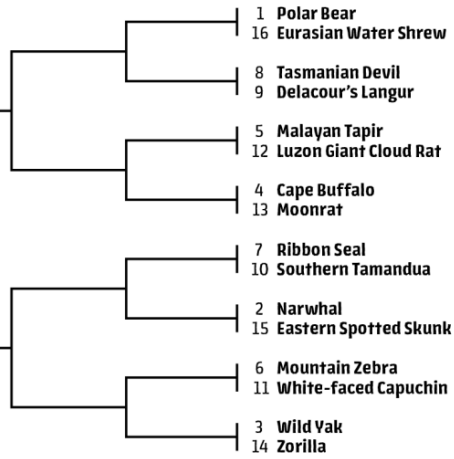 1 Polar Bear
16 Eurasian Water Shrew
8 Tasmanian Devil
9 Delacour's Langur
5 Malayan Tapir
12 Luzon Giant Cloud Rat
4 Cape Buffalo
13 Moonrat
7 Ribbon Seal
10 Southern Tamandua
2 Narwhal
15 Eastern Spotted Skunk
6 Mountain Zebra
11 White-faced Capuchin
3 Wild Yak
14 Zorilla